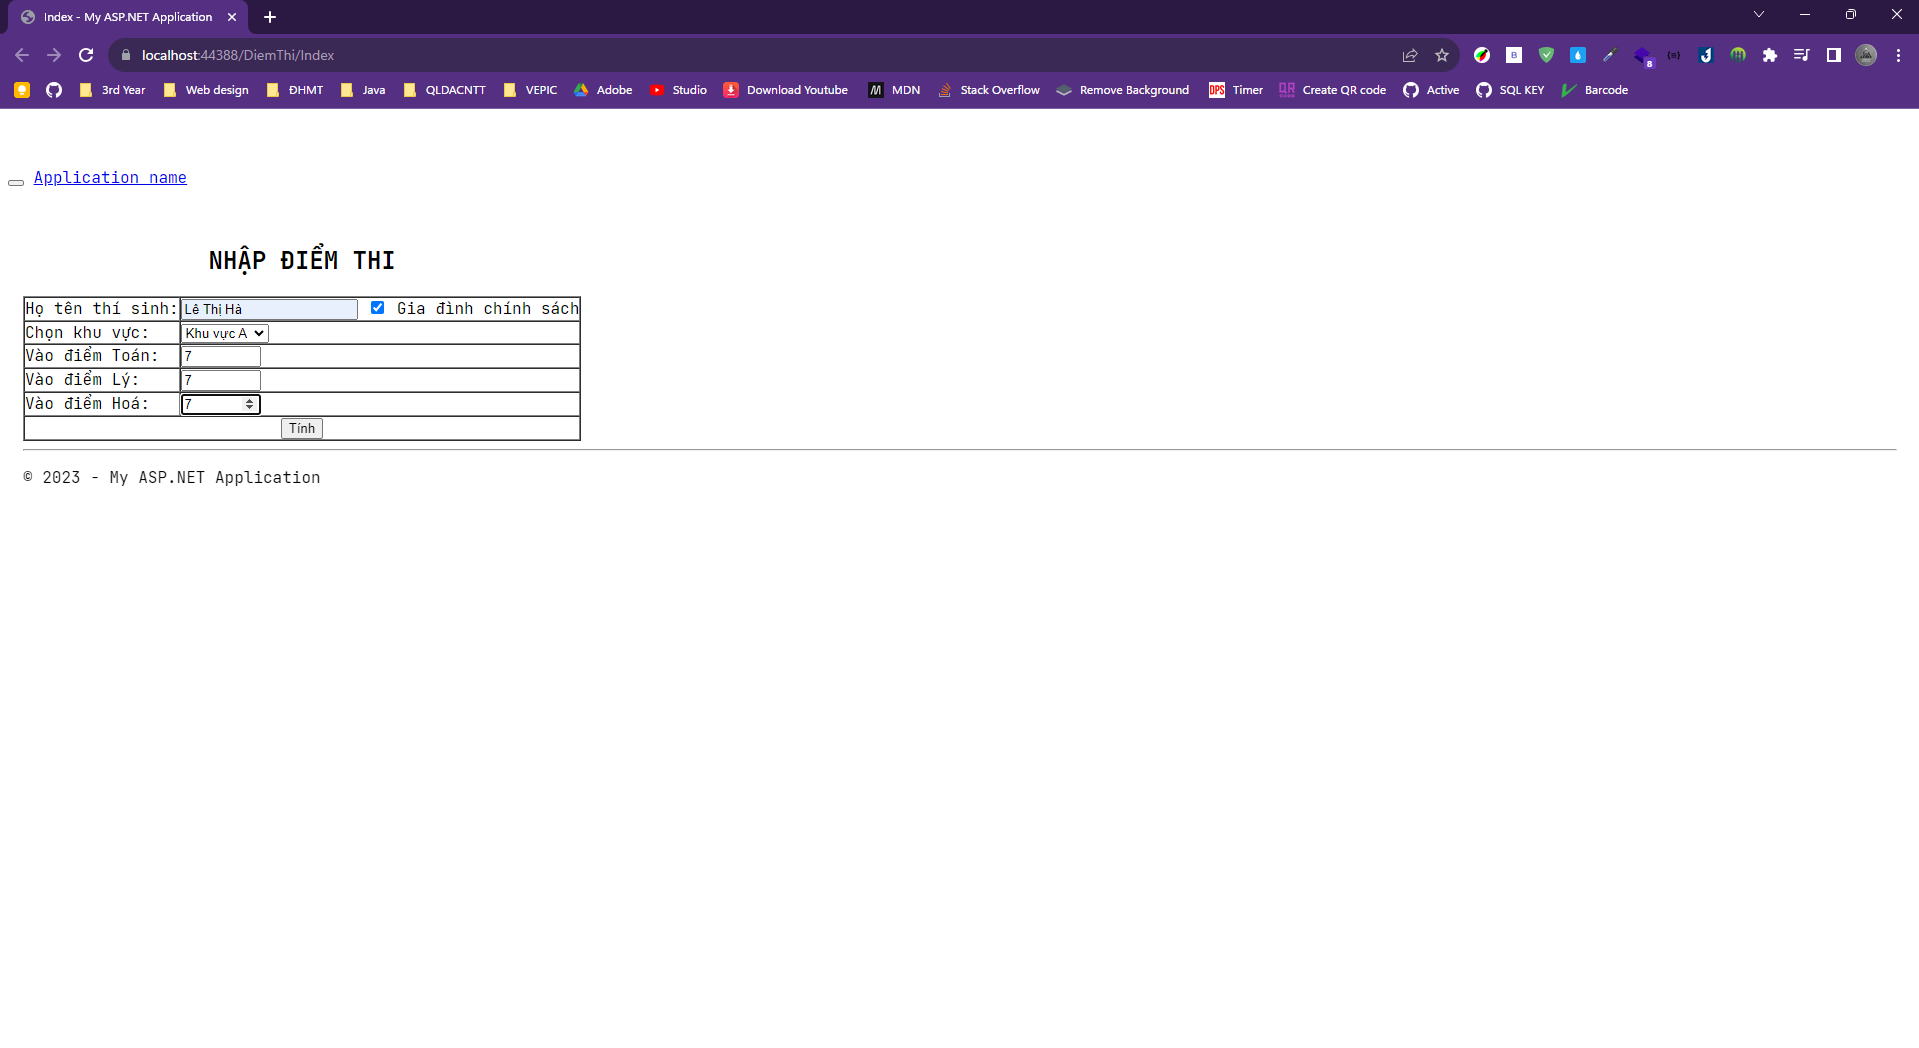 Index - My ASP.NET Application
localhost:44388/DiemThi/Index
3rd Year Web design ĐHMT Java QLDACNTT VEPIC Adobe Studio Download Youtube MDN Stack Overflow Remove Background DPS Timer QR Create QR code Active SQL KEY Barcode
Application name
NHẬP ĐIỂM THI
Họ tên thí sinh: Lê Thị Hà Gia đình chính sách
Chọn khu vực: Khu vực A
Vào điểm Toán: 7
Vào điểm Lý: 7
Vào điểm Hoá: 7
Tính
© 2023 - My ASP.NET Application